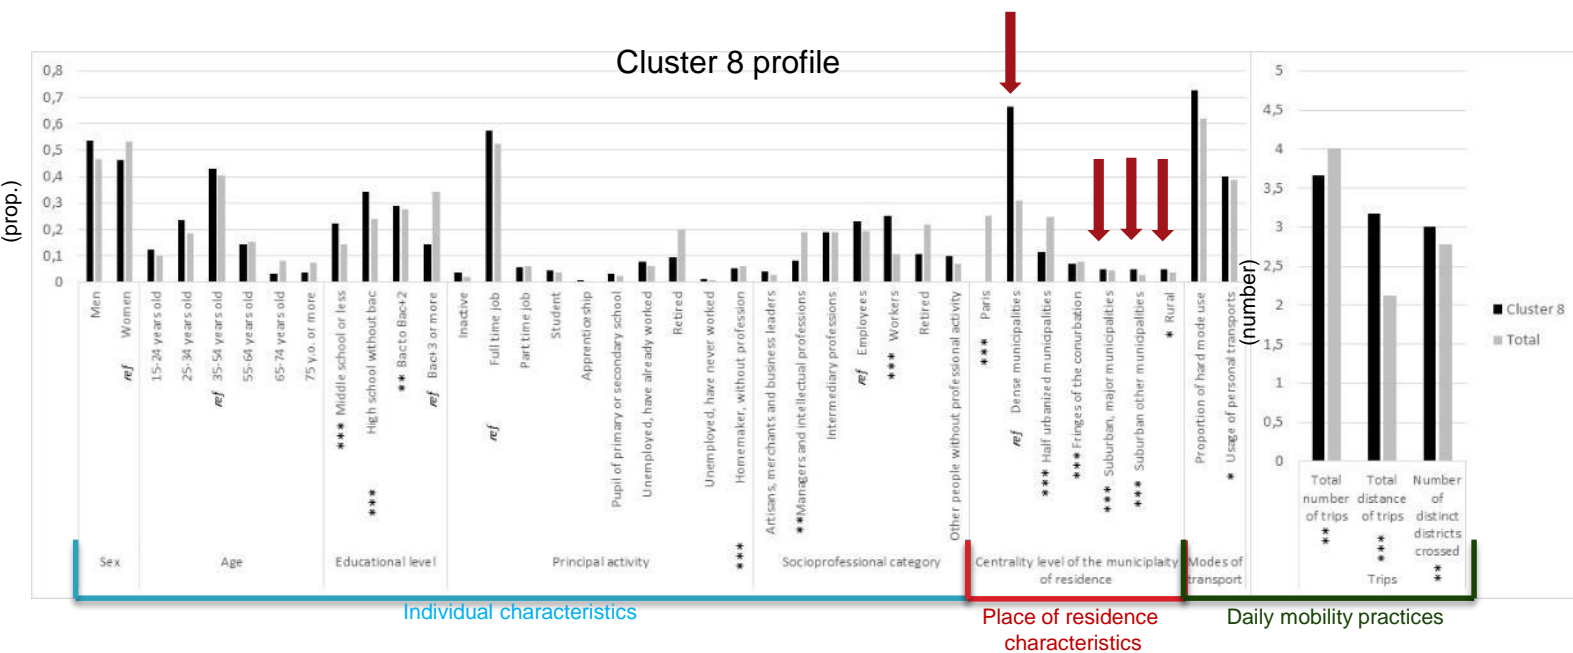 Cluster 8 profile
(prop.)
0,8
0,7
0,6
0,5
0,4
0,3
0,2
0,1
0
Men
ref Women
15-24 years old
25-34 years old
ref 35-54 years old
55-64 years old
65-74 years old
75 y.o. or more
*** Middle school or less
*** High school without bac
** Bac to Bac+2
ref Bac+3 or more
Inactive
ref Full time job
Part time job
Student
Apprenticeship
Pupil of primary or secondary school
Unemployed, have already worked
Retired
Unemployed, have never worked
*** Homemaker, without profession
Artisans, merchants and business leaders
**Managers and intellectual professions
Intermediary professions
ref Employees
*** Workers
Retired
Other people without professional activity
*** Paris
ref Dense municipalities
*** Half urbanized municipalities
*** Fringes of the conurbation
*** Suburban, major municipalities
*** Suburban other municipalities
* Rural
Proportion of hard mode use
* Usage of personal transports
Sex
Age
Educational level
Principal activity
Socioprofessional category
Centrality level of the municiplaity
of residence
Modes of
transport
(number)
5
4,5
4
3,5
3
2,5
2
1,5
1
0,5
0
Total
number
of trips
**
Total
distance
of trips
***
Number
of
distinct
districts
crossed
**
Trips
Cluster 8
Total
Individual characteristics
Place of residence
characteristics
Daily mobility practices